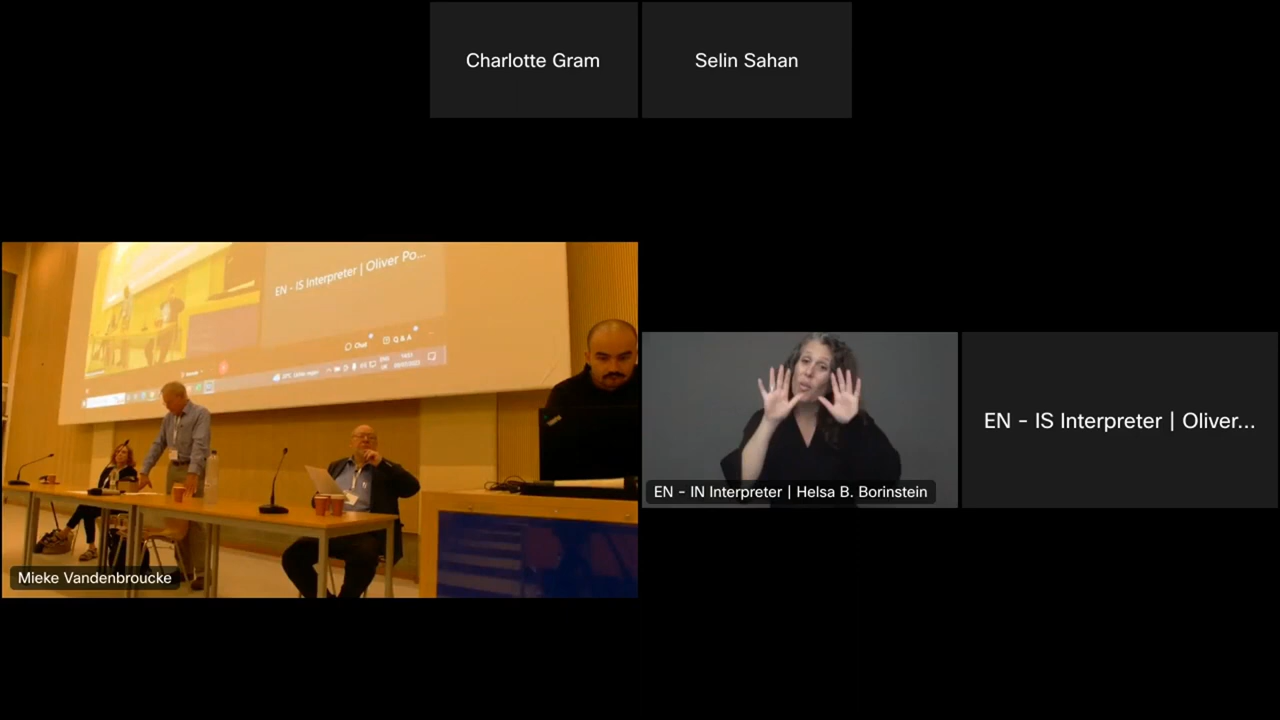 Charlotte Gram
Selin Sahan
EN - IS Interpreter | Oliver Po...
Chat
Q & A
Mieke Vandenbroucke
EN - IN Interpreter | Helsa B. Borinstein
EN - IS Interpreter | Oliver...